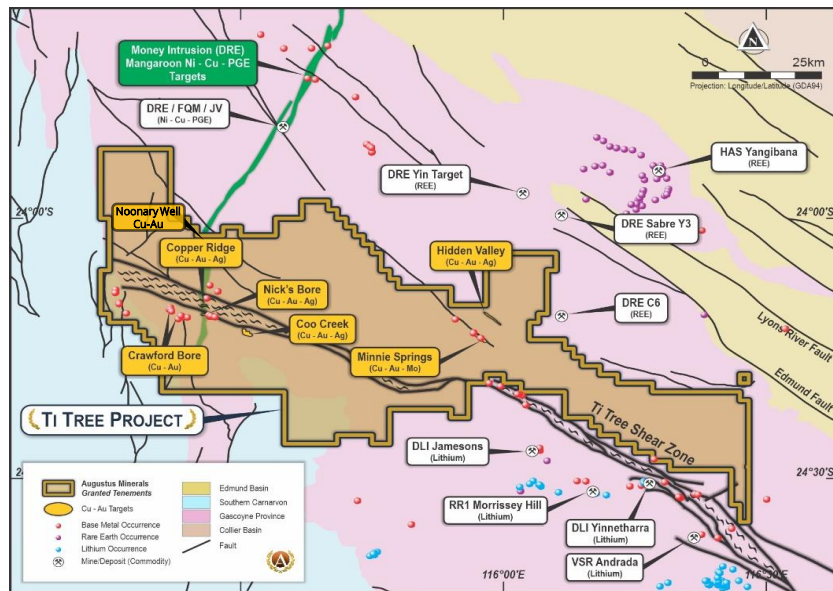 Money Intrusion (DRE)
Mangaroon Ni - Cu - PGE
Targets
N
0
25km
Projection: Longitude/Latitude (GDA94)
DRE / FQM / JV
(Ni - Cu - PGE)
HAS Yangibana
(REE)
DRE Yin Target
(REE)
24°00'S
24°00'S
Noonary Well
Cu-Au
DRE Sabre Y3
(REE)
Copper Ridge
(Cu - Au - Ag)
Hidden Valley
(Cu - Au - Ag)
Nick's Bore
(Cu - Au - Ag)
DRE C6
(REE)
Coo Creek
(Cu - Au - Ag)
Lyons River Fault
Crawford Bore
(Cu - Au)
Minnie Springs
(Cu - Au - Mo)
Edmund Fault
TI TREE PROJECT
Ti Tree Shear Zone
DLI Jamesons
(Lithium)
24°30'S
RR1 Morrissey Hill
(Lithium)
DLI Yinnetharra
(Lithium)
VSR Andrada
(Lithium)
116°00'E
116°30'E
Augustus Minerals
Granted Tenements
Cu - Au Targets
Base Metal Occurrence
Rare Earth Occurrence
Lithium Occurrence
Mine/Deposit (Commodity)
Edmund Basin
Southern Carnarvon
Gascoyne Province
Collier Basin
Fault
A